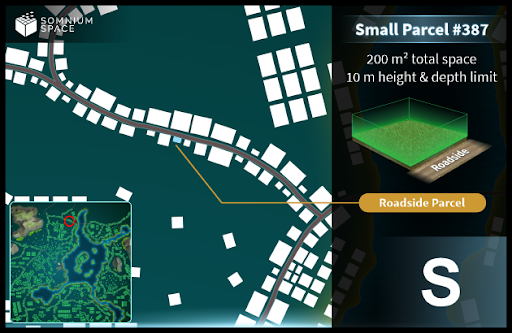 SOMNIUM
SPACE
Small Parcel #387
200 m² total space
10 m height & depth limit
Roadside
Roadside Parcel
S